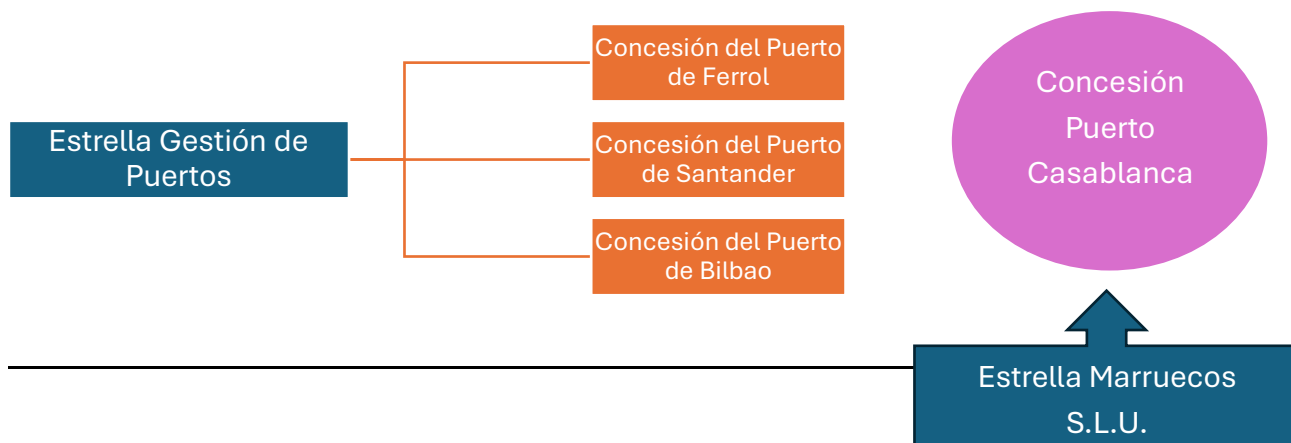 Estrella Gestión de
Puertos
Concesión del Puerto
de Ferrol
Concesión del Puerto
de Santander
Concesión del Puerto
de Bilbao
Concesión
Puerto
Casablanca
Estrella Marruecos
S.L.U.